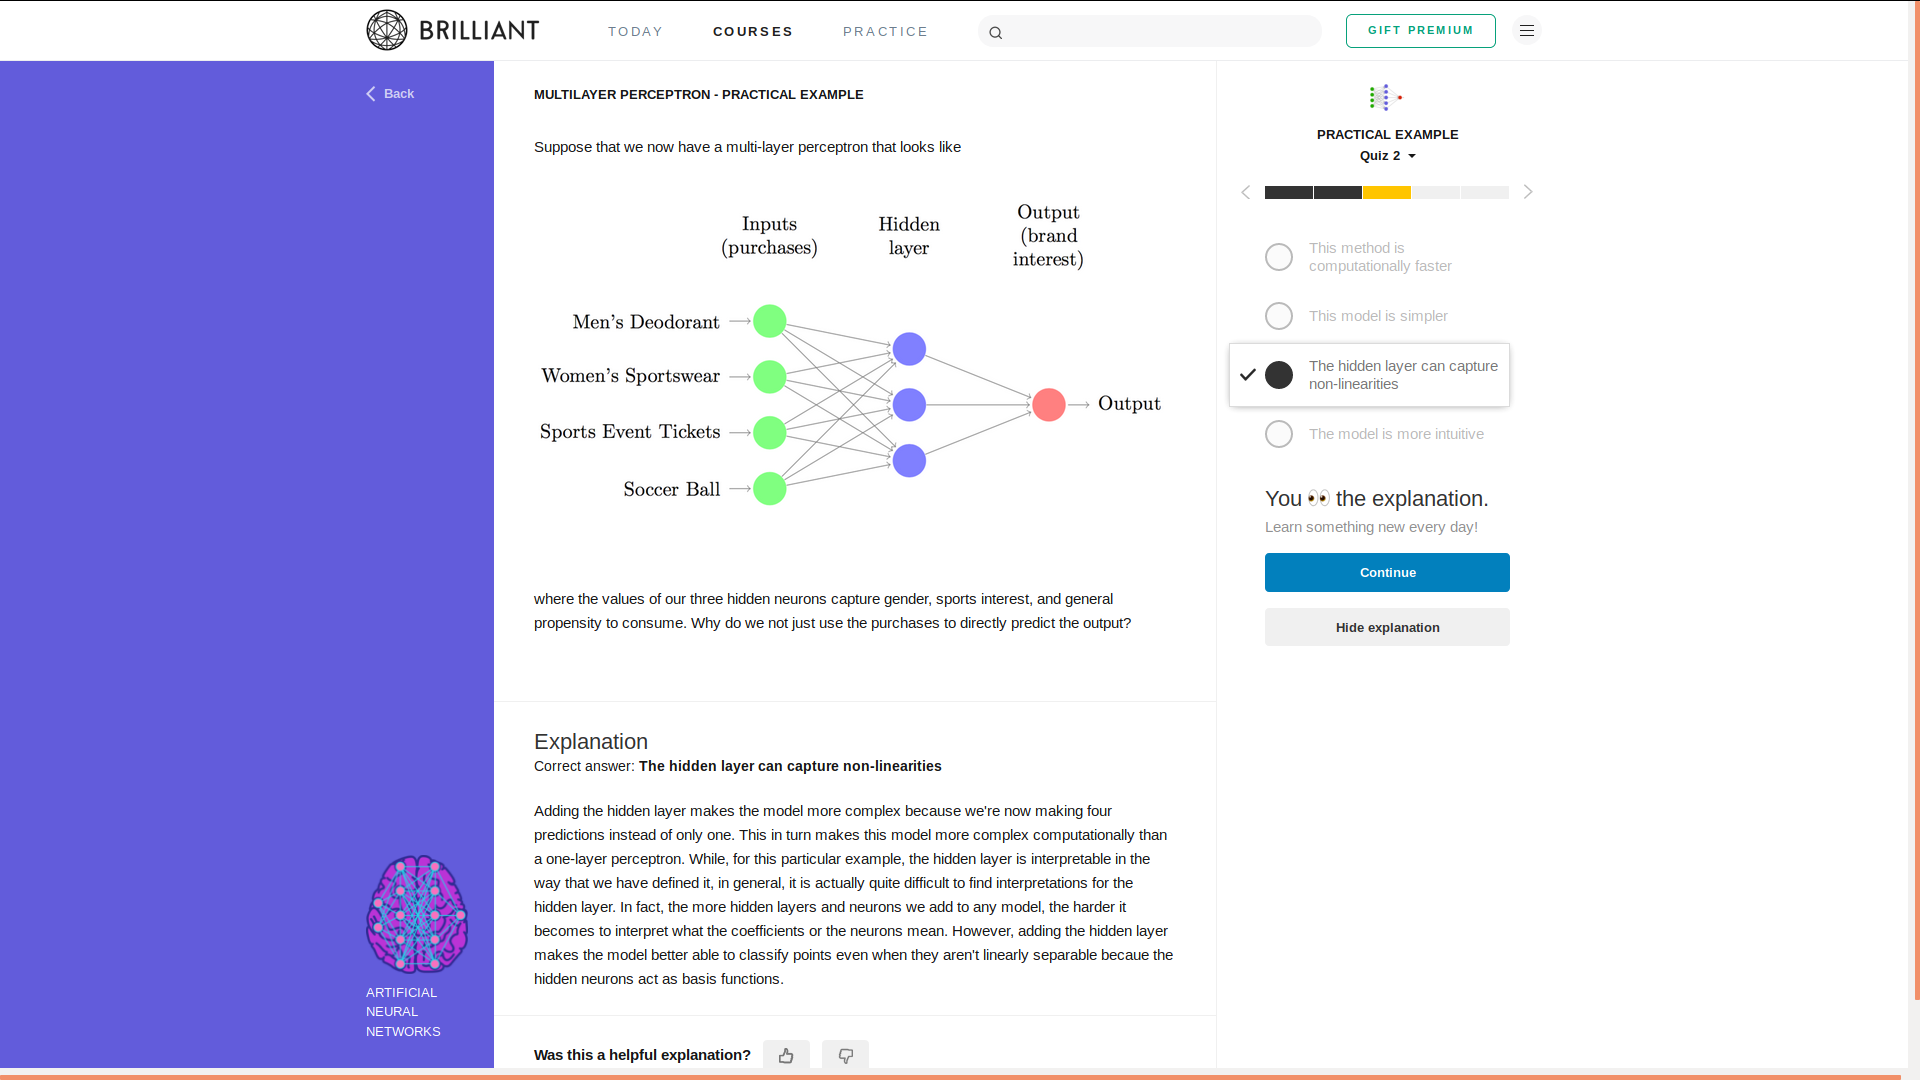 BRILLIANT
TODAY
COURSES
PRACTICE
GIFT PREMIUM
Back
MULTILAYER PERCEPTRON - PRACTICAL EXAMPLE
Suppose that we now have a multi-layer perceptron that looks like
Inputs
(purchases)
Hidden
layer
Output
(brand
interest)
Men's Deodorant
Women's Sportswear
Sports Event Tickets
Soccer Ball
Output
where the values of our three hidden neurons capture gender, sports interest, and general
propensity to consume. Why do we not just use the purchases to directly predict the output?
Explanation
Correct answer: The hidden layer can capture non-linearities
Adding the hidden layer makes the model more complex because we're now making four
predictions instead of only one. This in turn makes this model more complex computationally than
a one-layer perceptron. While, for this particular example, the hidden layer is interpretable in the
way that we have defined it, in general, it is actually quite difficult to find interpretations for the
hidden layer. In fact, the more hidden layers and neurons we add to any model, the harder it
becomes to interpret what the coefficients or the neurons mean. However, adding the hidden layer
makes the model better able to classify points even when they aren't linearly separable becaue the
hidden neurons act as basis functions.
Was this a helpful explanation?
ARTIFICIAL
NEURAL
NETWORKS
PRACTICAL EXAMPLE
Quiz 2
This method is
computationally faster
This model is simpler
The hidden layer can capture
non-linearities
The model is more intuitive
You 👀 the explanation.
Learn something new every day!
Continue
Hide explanation